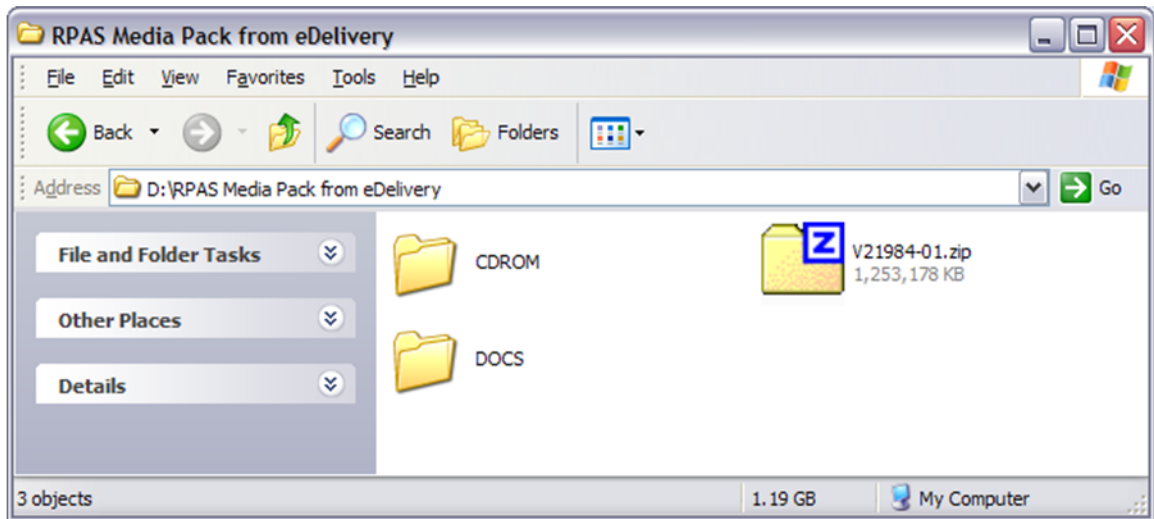 RPAS Media Pack from eDelivery
File Edit View Favorites Tools Help
Back Search Folders
Address D:\RPAS Media Pack from eDelivery Go
File and Folder Tasks
Other Places
Details
CDROM
Z
V21984-01.zip
1,253,178 KB
DOCS
3 objects 1.19 GB My Computer